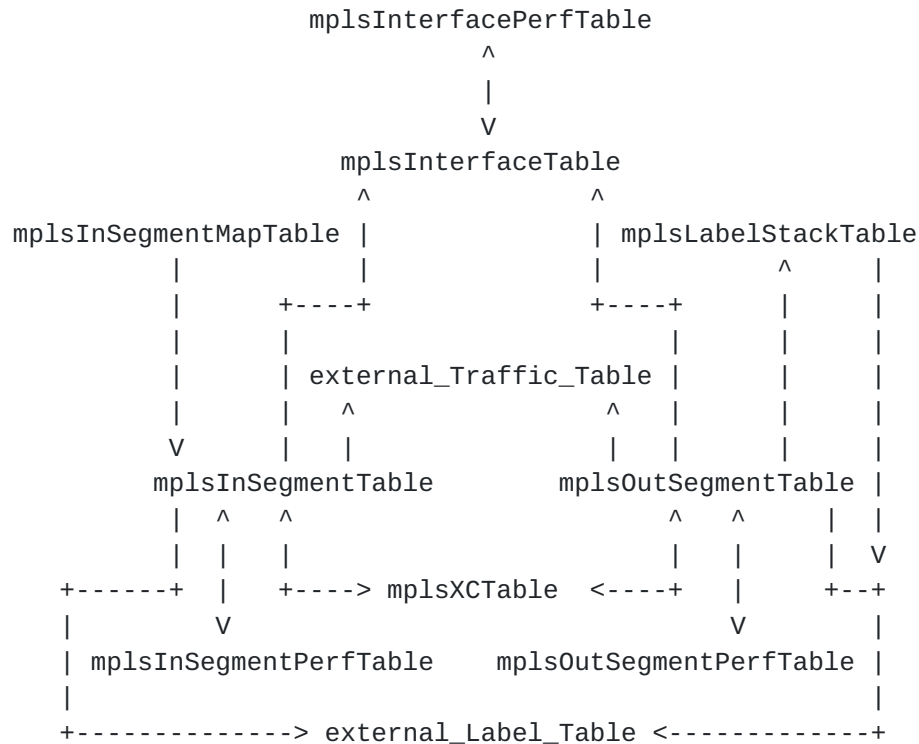 mplsInterfacePerfTable
^
|
V
mplsInterfaceTable
^ ^
mplsInSegmentMapTable | | mplsLabelStackTable
| | | ^ |
| +----+ +----+ | |
| | | | |
| | external_Traffic_Table | | |
| | ^ ^ | | |
V | | | | | |
mplsInSegmentTable mplsOutSegmentTable |
| ^ ^ ^ ^ | |
| | | | | | V
+------+ | +----> mplsXCTable <----+ | +--+
| V V |
| mplsInSegmentPerfTable mplsOutSegmentPerfTable |
| |
+--------------> external_Label_Table <-------------+